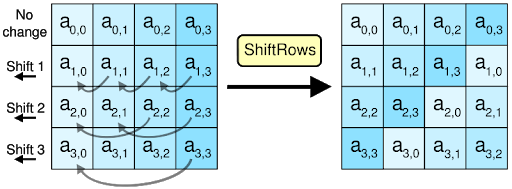 No
change
a0,0 a0,1 a0,2 a0,3
Shift 1
a1,0 a1,1 a1,2 a1,3
Shift 2
a2,0 a2,1 a2,2 a2,3
Shift 3
a3,0 a3,1 a3,2 a3,3
ShiftRows
a0,0 a0,1 a0,2 a0,3
a1,1 a1,2 a1,3 a1,0
a2,2 a2,3 a2,0 a2,1
a3,3 a3,0 a3,1 a3,2